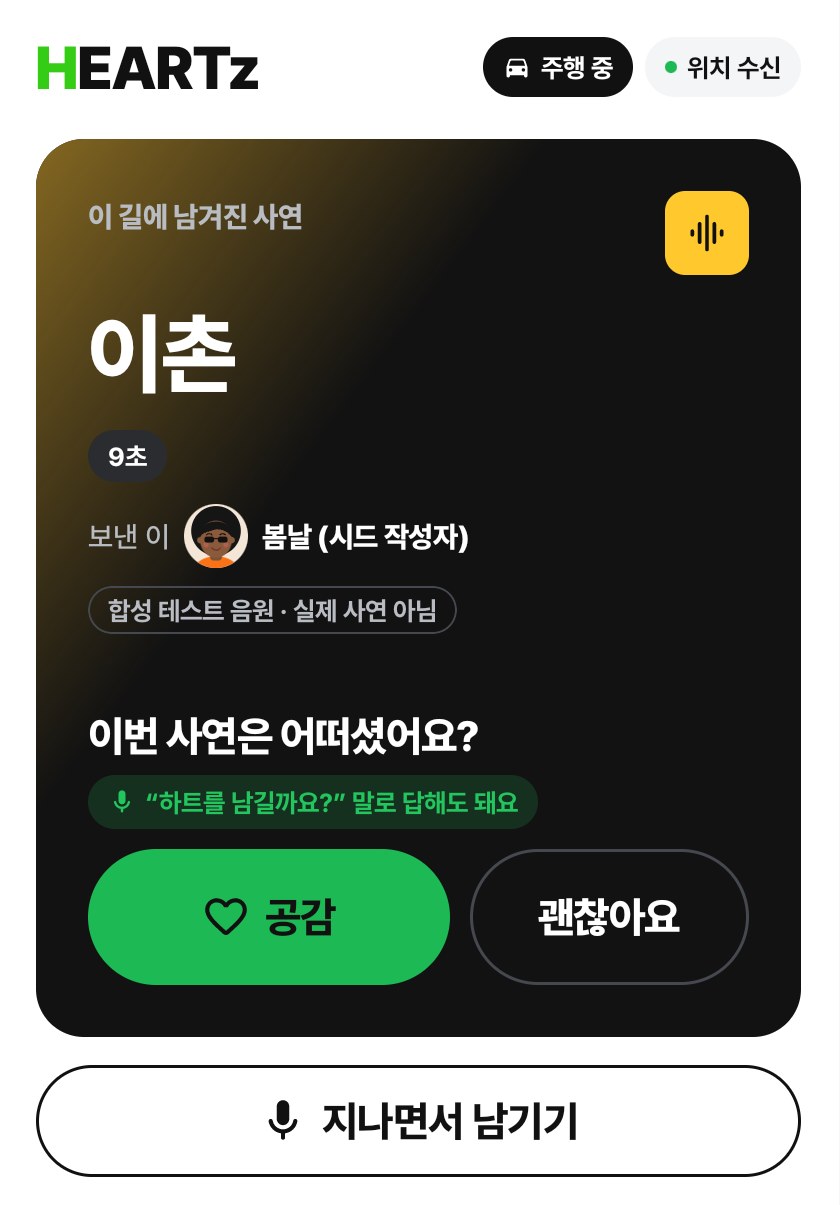 HEARTz
주행 중
위치 수신
이 길에 남겨진 사연
이촌
9초
보낸 이 봄날 (시드 작성자)
합성 테스트 음원 · 실제 사연 아님
이번 사연은 어떠셨어요?
“하트를 남길까요?” 말로 답해도 돼요
공감
괜찮아요
지나면서 남기기